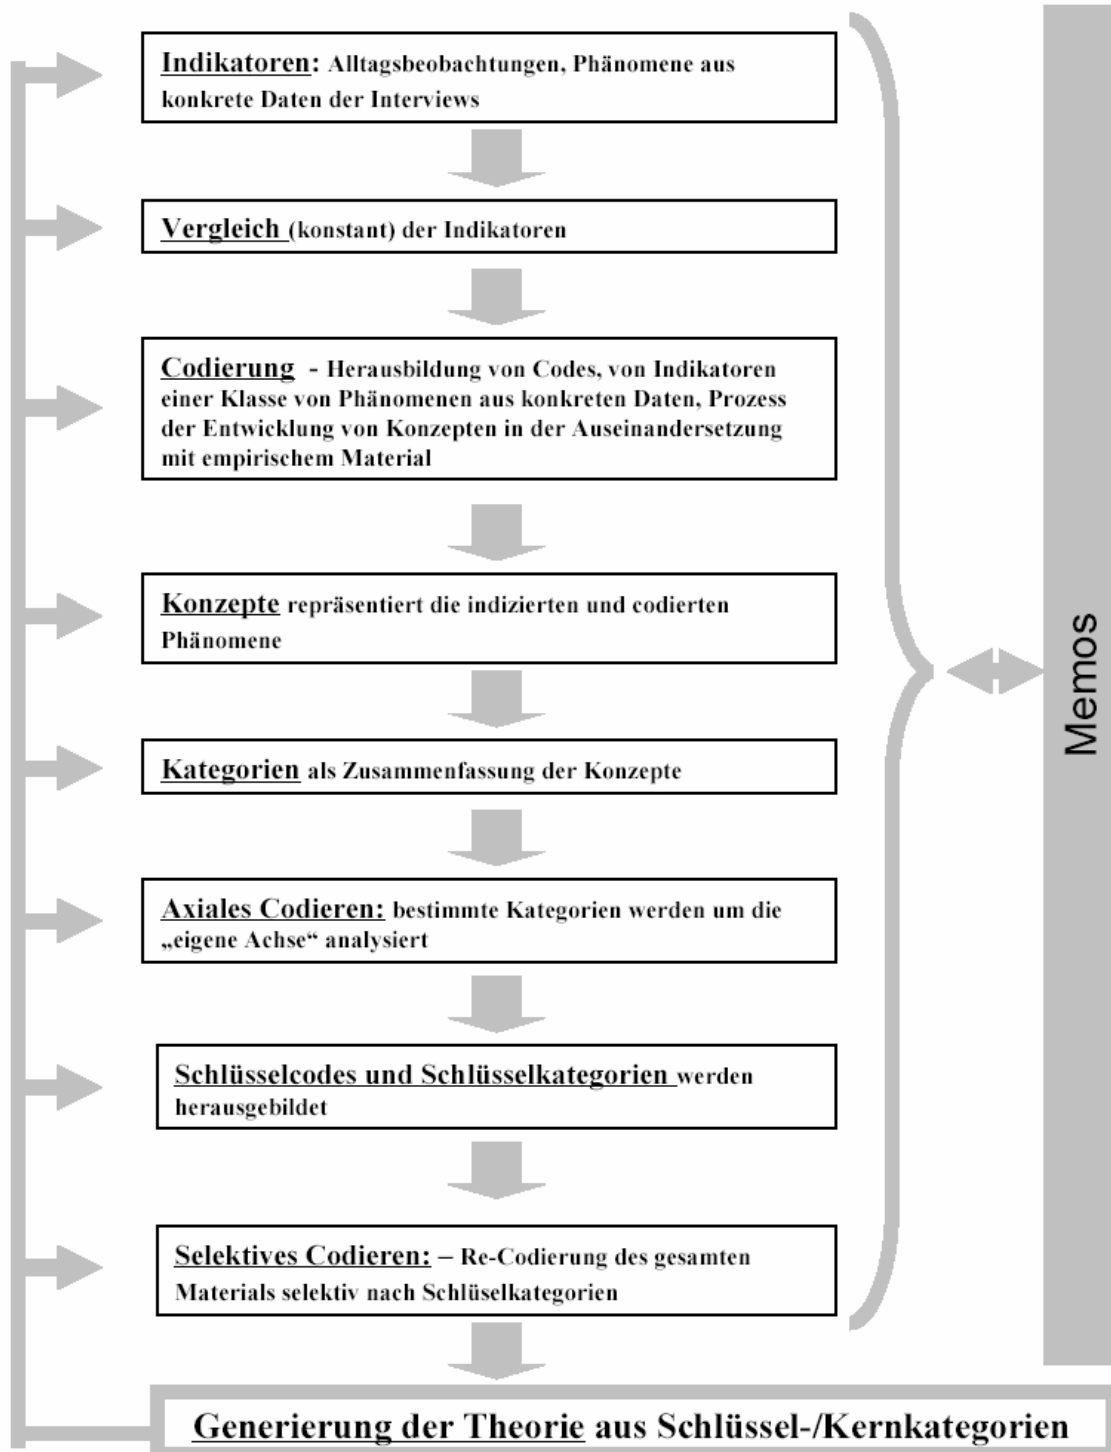 Indikatoren: Alltagsbeobachtungen, Phänomene aus
konkrete Daten der Interviews
Vergleich (konstant) der Indikatoren
Codierung - Herausbildung von Codes, von Indikatoren
einer Klasse von Phänomenen aus konkreten Daten, Prozess
der Entwicklung von Konzepten in der Auseinandersetzung
mit empirischem Material
Konzepte repräsentiert die indizierten und codierten
Phänomene
Kategorien als Zusammenfassung der Konzepte
Axiales Codieren: bestimmte Kategorien werden um die
„eigene Achse“ analysiert
Schlüsselcodes und Schlüsselkategorien werden
herausgebildet
Selektives Codieren: – Re-Codierung des gesamten
Materials selektiv nach Schlüselkategorien
Generierung der Theorie aus Schlüssel-/Kernkategorien
Memos